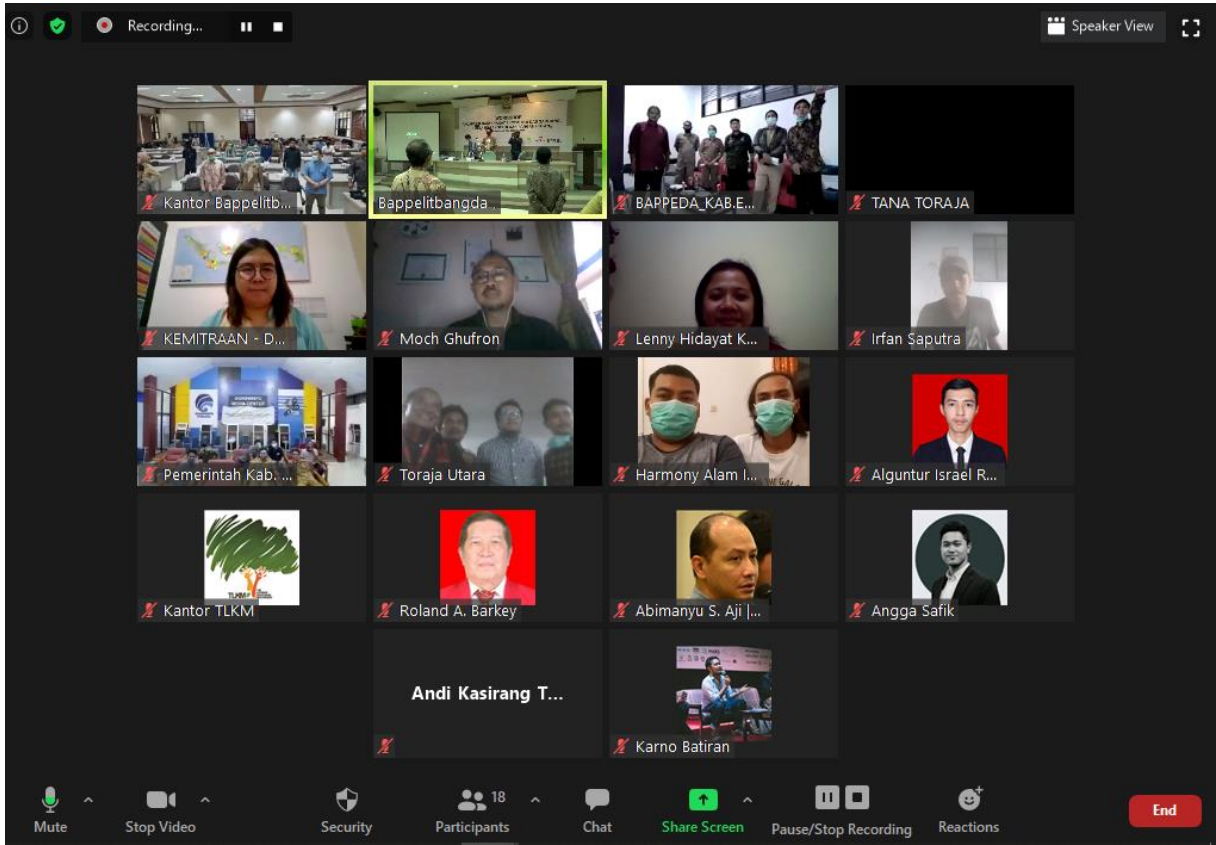 Recording...
Speaker View
Kantor Bappelitb...
Bappelitbangda
BAPPEDA_KAB.E...
TANA TORAJA
KEMITRAAN - D...
Moch Ghufron
Lenny Hidayat K...
Irfan Saputra
Pemerintah Kab. ...
Toraja Utara
Harmony Alam I...
Alguntur Israel R...
TLKM
Kantor TLKM
Roland A. Barkey
Abimanyu S. Aji |...
Angga Safik
Andi Kasirang T...
Karno Batiran
18
Mute
Stop Video
Security
Participants
Chat
Share Screen
Pause/Stop Recording
Reactions
End